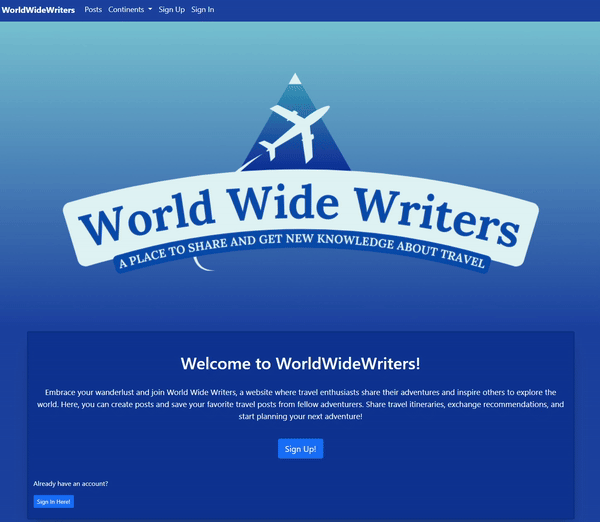 WorldWideWriters Posts Continents Sign Up Sign In
World Wide Writers
A PLACE TO SHARE AND GET NEW KNOWLEDGE ABOUT TRAVEL
Welcome to WorldWideWriters!
Embrace your wanderlust and join World Wide Writers, a website where travel enthusiasts share their adventures and inspire others to explore the
world. Here, you can create posts and save your favorite travel posts from fellow adventurers. Share travel itineraries, exchange recommendations, and
start planning your next adventure!
Sign Up!
Already have an account?
Sign In Here!